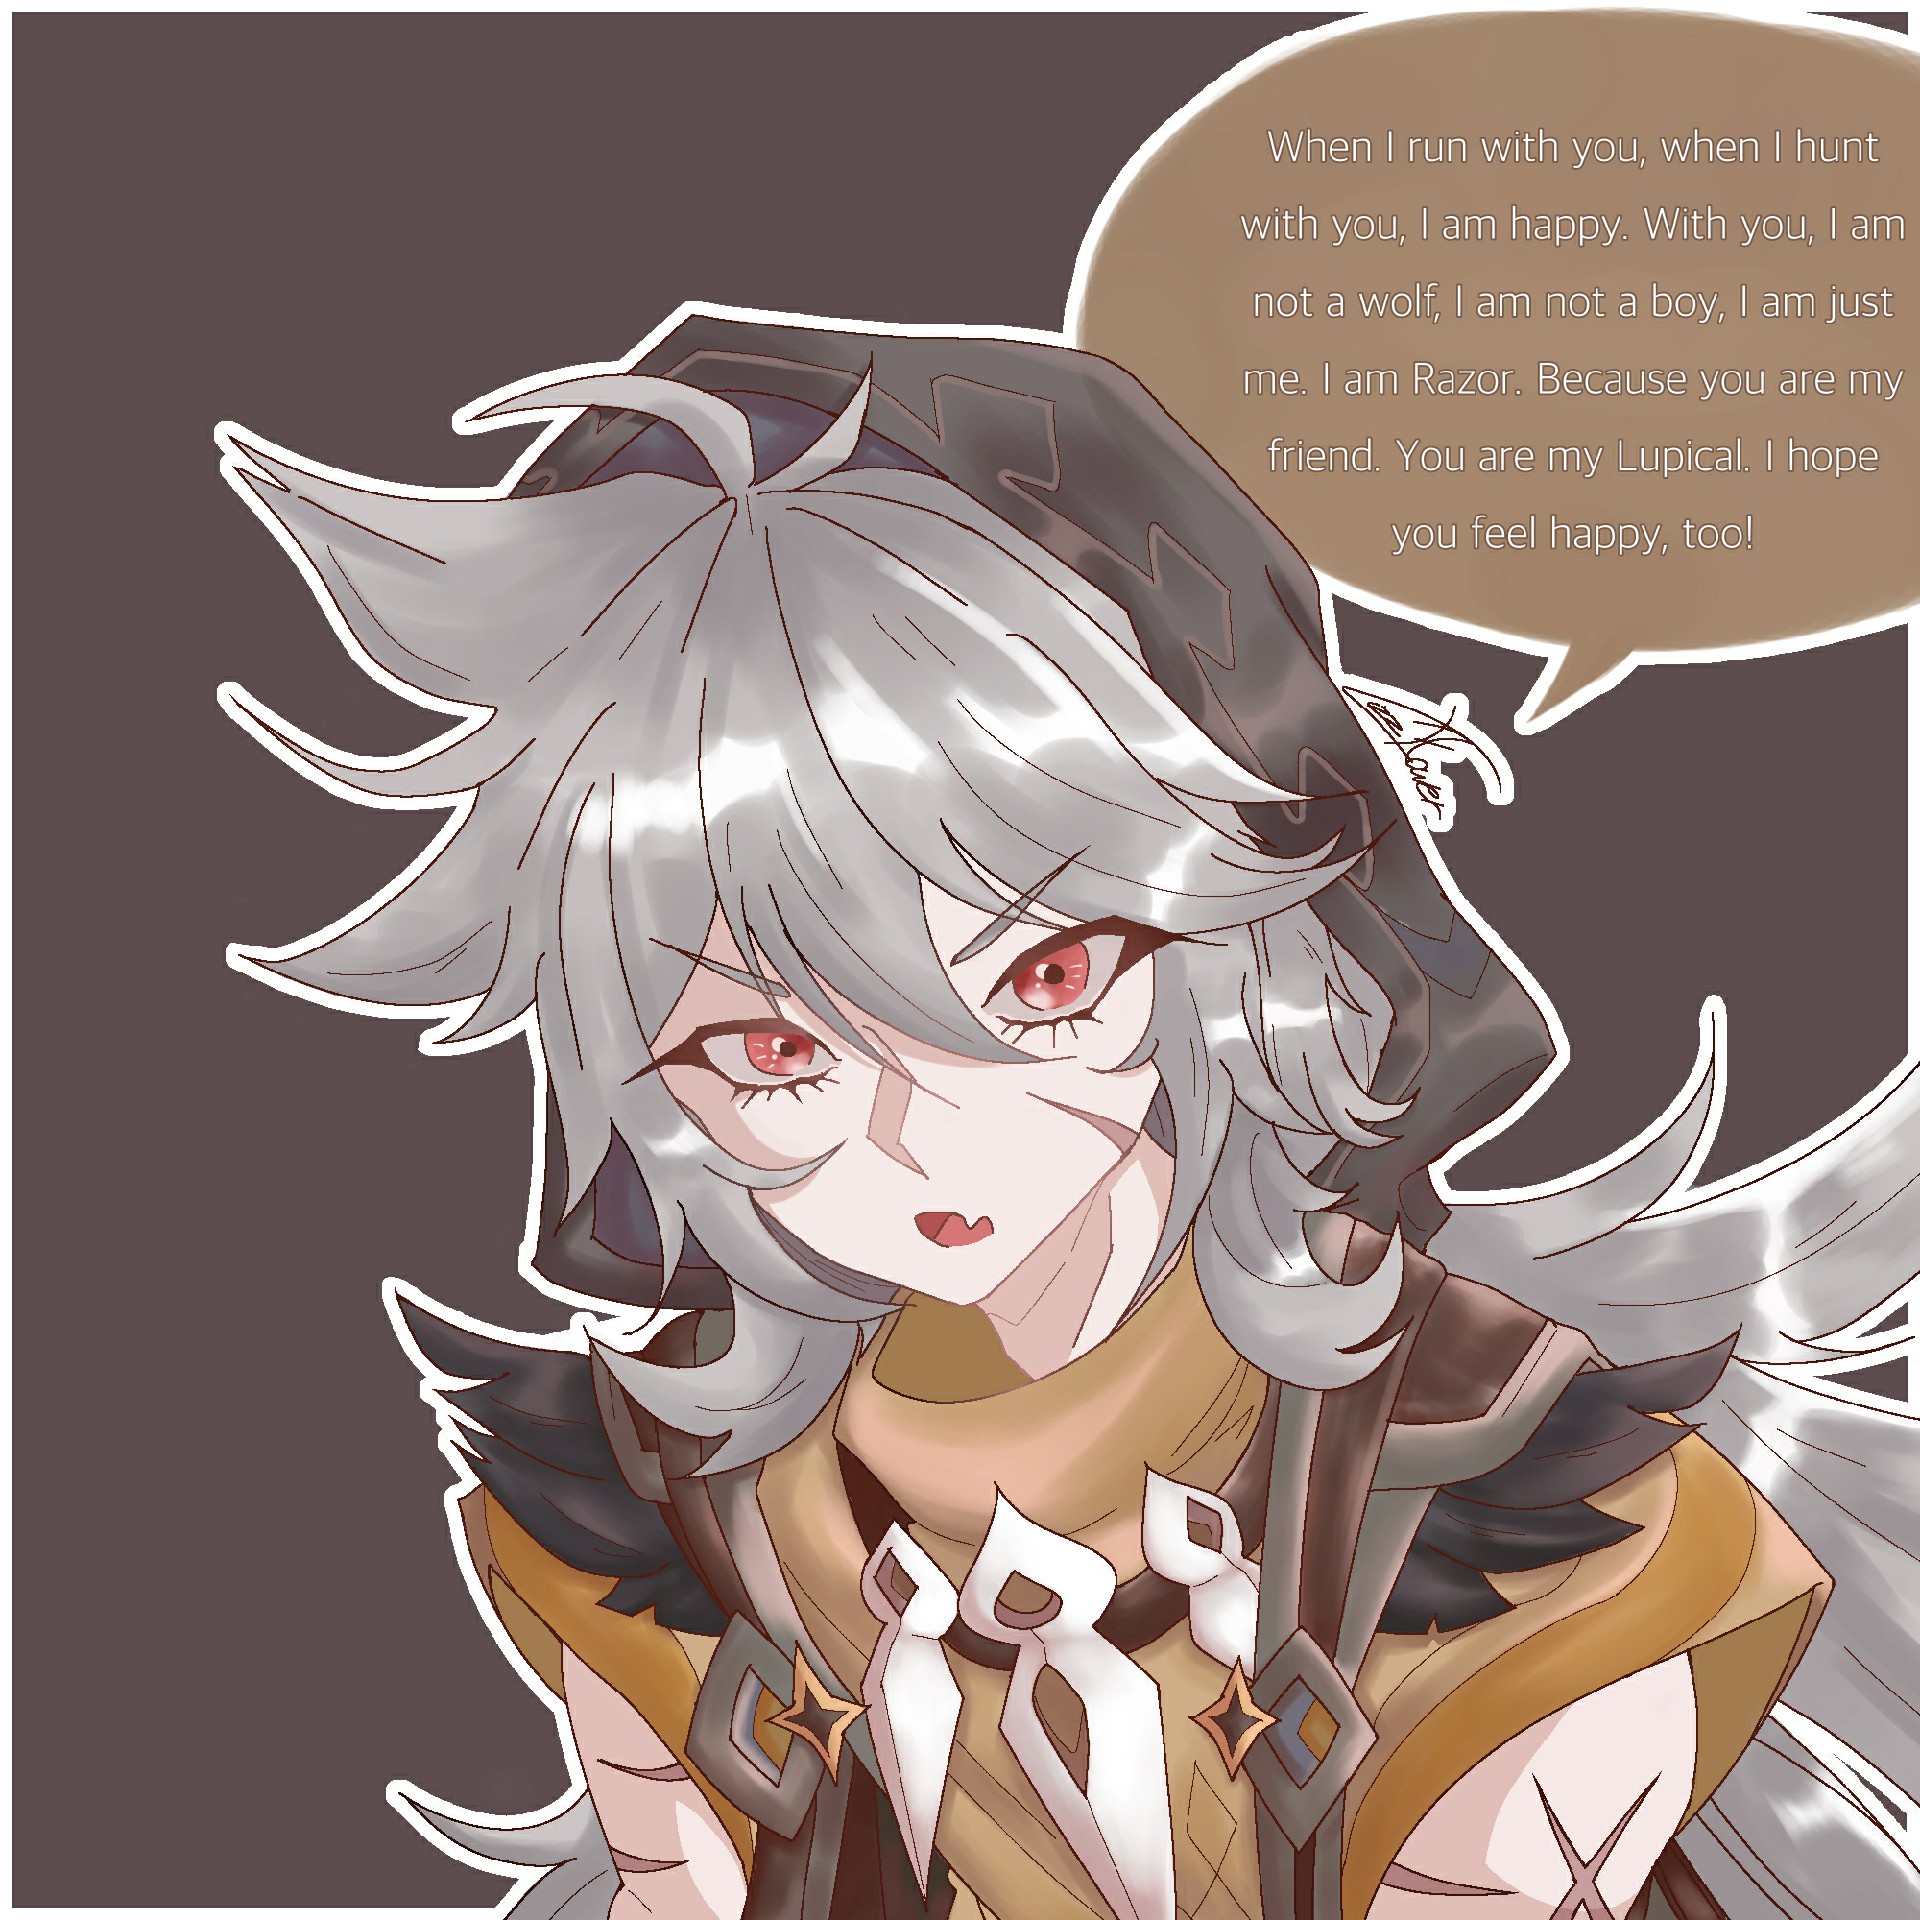 When I run with you, when I hunt
with you, I am happy. With you, I am
not a wolf, I am not a boy, I am just
me. I am Razor. Because you are my
friend. You are my Lupical. I hope
you feel happy, too!